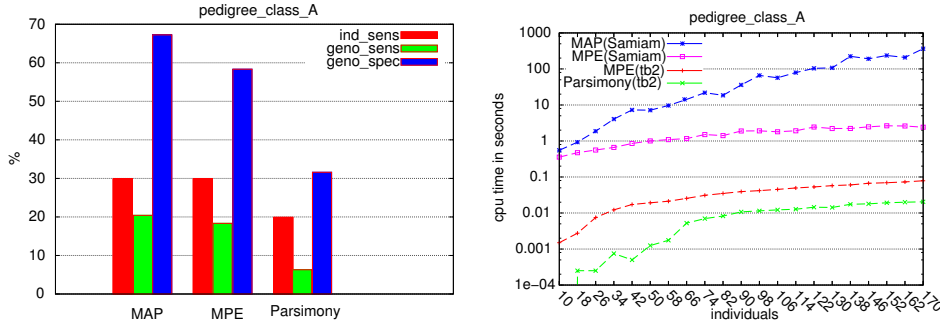 pedigree_class_A
70
60
50
40
30
20
10
0
%
ind_sens
geno_sens
geno_spec
MAP MPE Parsimony
pedigree_class_A
1000
100
10
1
0.1
0.01
0.001
1e−04
cpu time in seconds
MAP(Samiam)
MPE(Samiam)
MPE(tb2)
Parsimony(tb2)
10 18 26 34 42 50 58 66 74 82 90 98 106 114 122 130 138 146 152 162 170
individuals